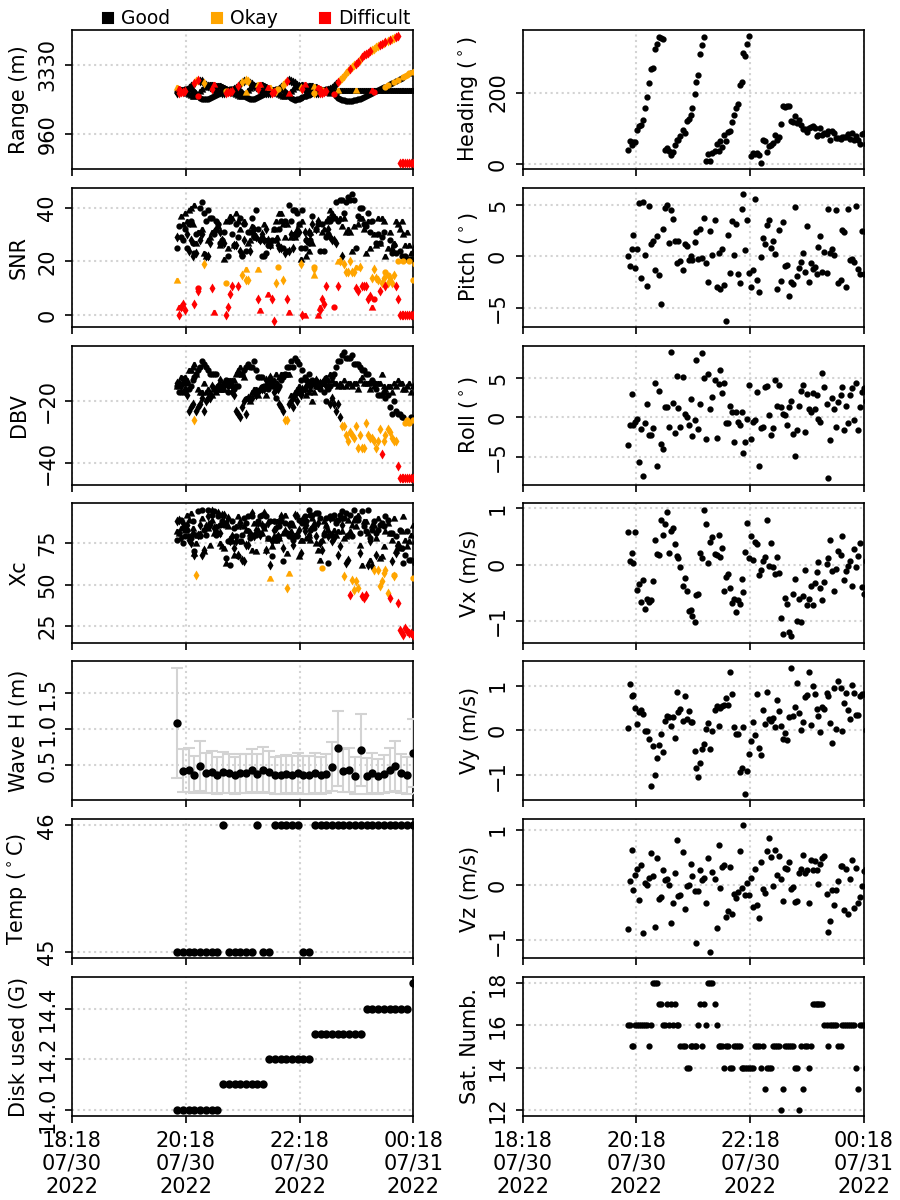 Good Okay Difficult
Range (m)
3330
960
Heading (°)
200
0
SNR
40
20
0
Pitch (°)
5
0
−5
DBV
−20
−40
Roll (°)
5
0
−5
Xc
75
50
25
Vx (m/s)
1
0
−1
Wave H (m)
1.5
1.0
0.5
Vy (m/s)
1
0
−1
Temp (°C)
46
45
Vz (m/s)
1
0
−1
Disk used (G)
14.4
14.2
14.0
Sat. Numb.
18
16
14
12
18:18 20:18 22:18 00:18
07/30 07/30 07/30 07/31
2022 2022 2022 2022
18:18 20:18 22:18 00:18
07/30 07/30 07/30 07/31
2022 2022 2022 2022